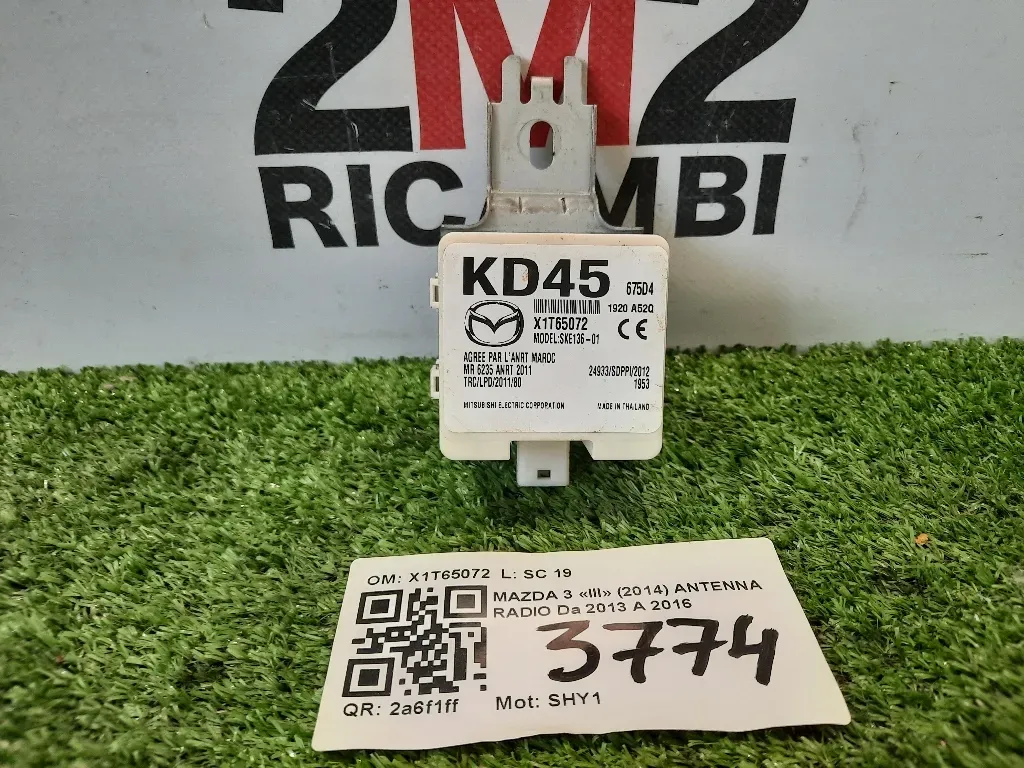 2M2
RICAMBI
KD45 675D4
1920 A52Q
X1T65072
MODEL:SKE136-01
CE
AGREE PAR L'ANRT MAROC
MR 6235 ANRT 2011 24933/SDPPI/2012
TRC/LPD/2011/80 1953
MITSUBISHI ELECTRIC CORPORATION MADE IN THAILAND
OM: X1T65072 L: SC 19
MAZDA 3 «III» (2014) ANTENNA
RADIO Da 2013 A 2016
3774
QR: 2a6f1ff Mot: SHY1